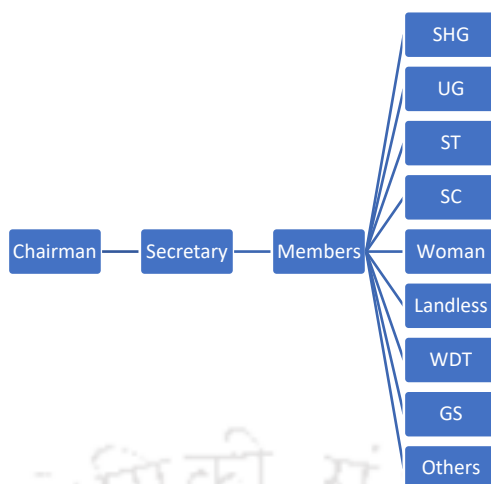 SHG
UG
ST
SC
Chairman
Secretary
Members
Woman
Landless
WDT
GS
Others